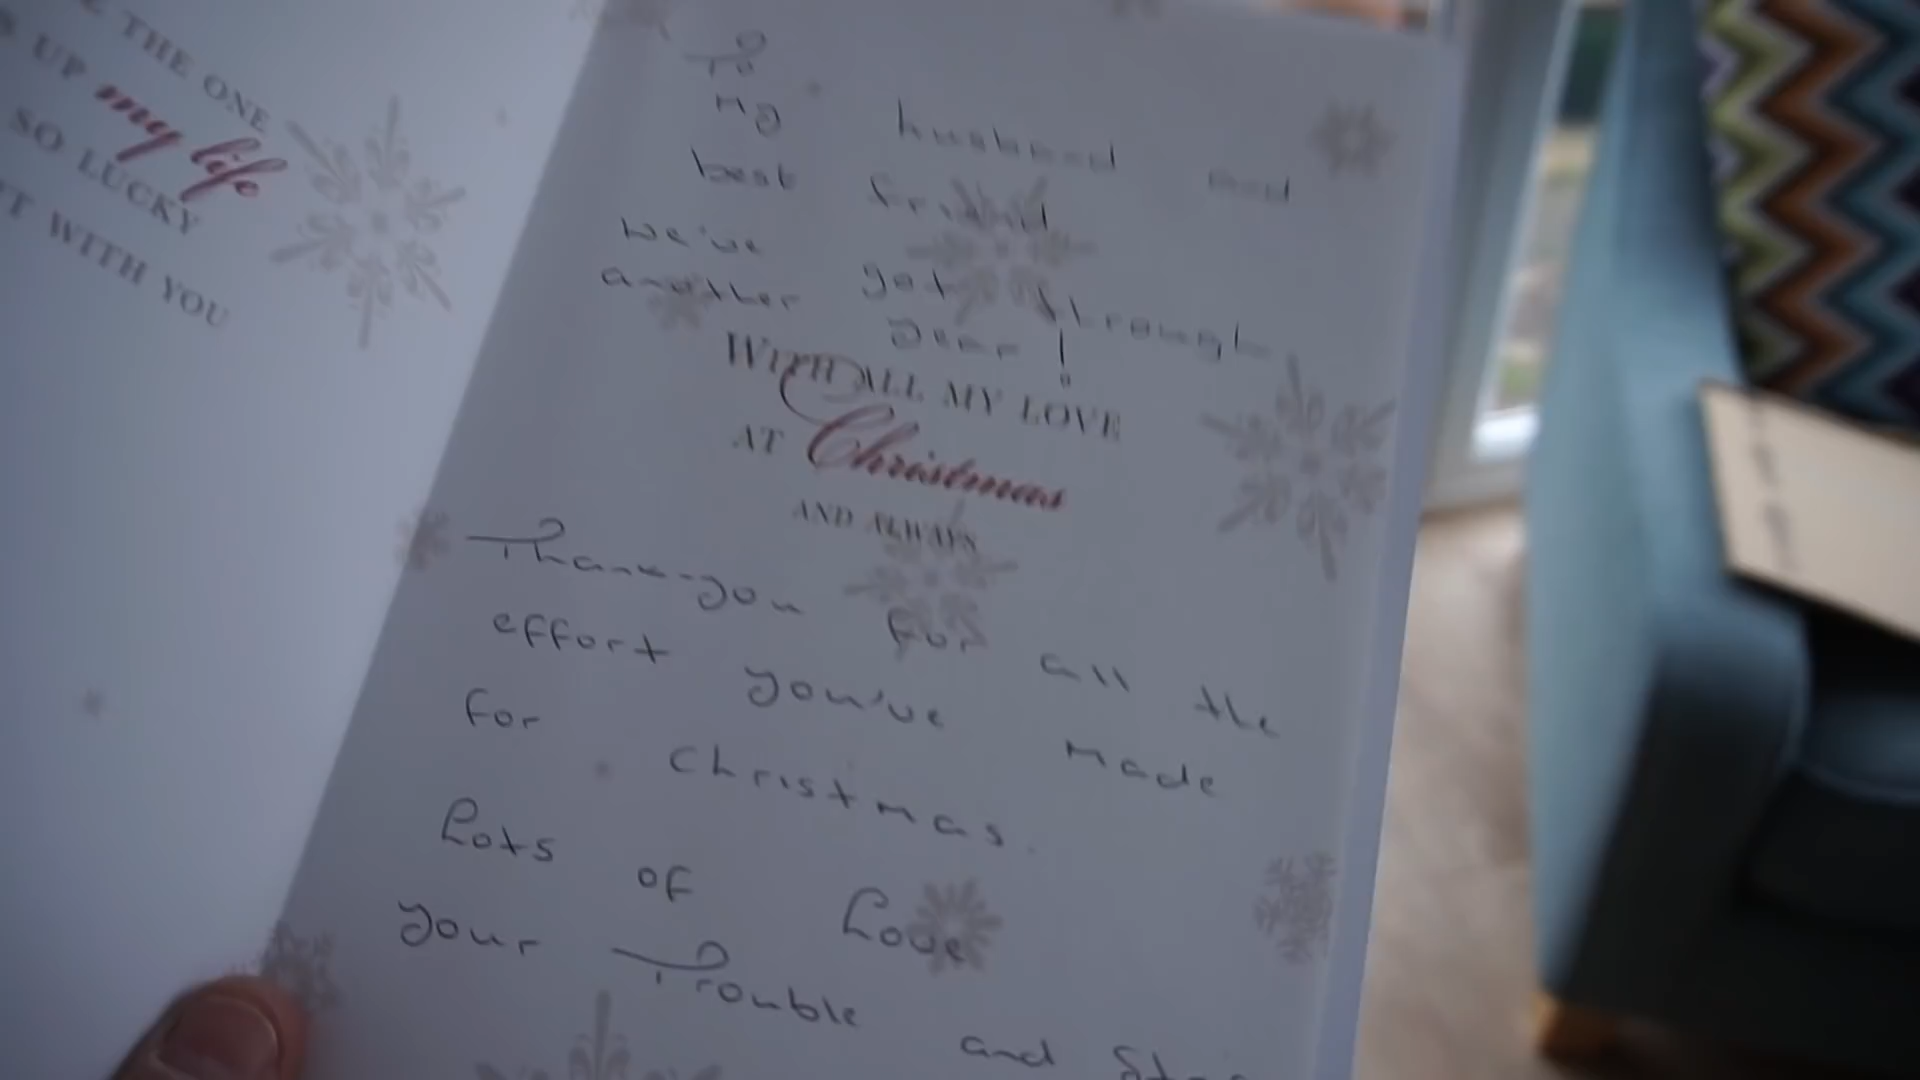 THE ONE
UP my life
SO LUCKY
WITH YOU
To
My husband and
best friend
we've got through
another year!
WITH ALL MY LOVE
AT Christmas
AND ALWAYS
Thank-you for all the
effort you've made
for Christmas.
Lots of Love
your Trouble and